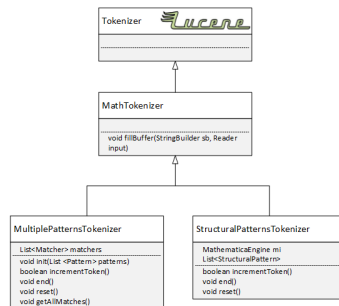 Tokenizer
Lucene
MathTokenizer
void fillBuffer(StringBuilder sb, Reader
input)
MultiplePatternsTokenizer
List<Matcher> matchers
void init(List <Pattern> patterns)
boolean incrementToken()
void end()
void reset()
void getAllMatches()
StructuralPatternsTokenizer
MathematicaEngine mi
List<StructuralPattern>
boolean incrementToken()
void end()
void reset()